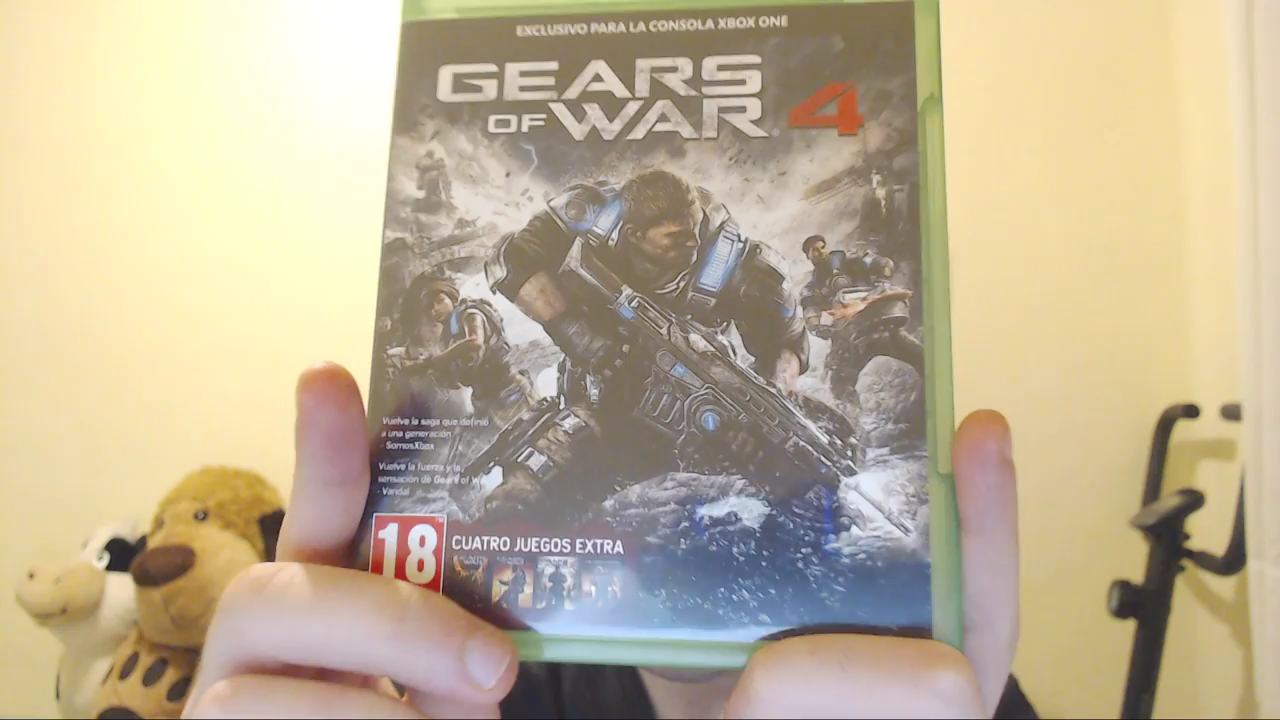 EXCLUSIVO PARA LA CONSOLA XBOX ONE
GEARS
OF WAR 4
Vuelve la saga que definió
a una generación
- SomosXbox
Vuelve la fuerza y la
sensación de Gears of W
- Vandal
18
CUATRO JUEGOS EXTRA